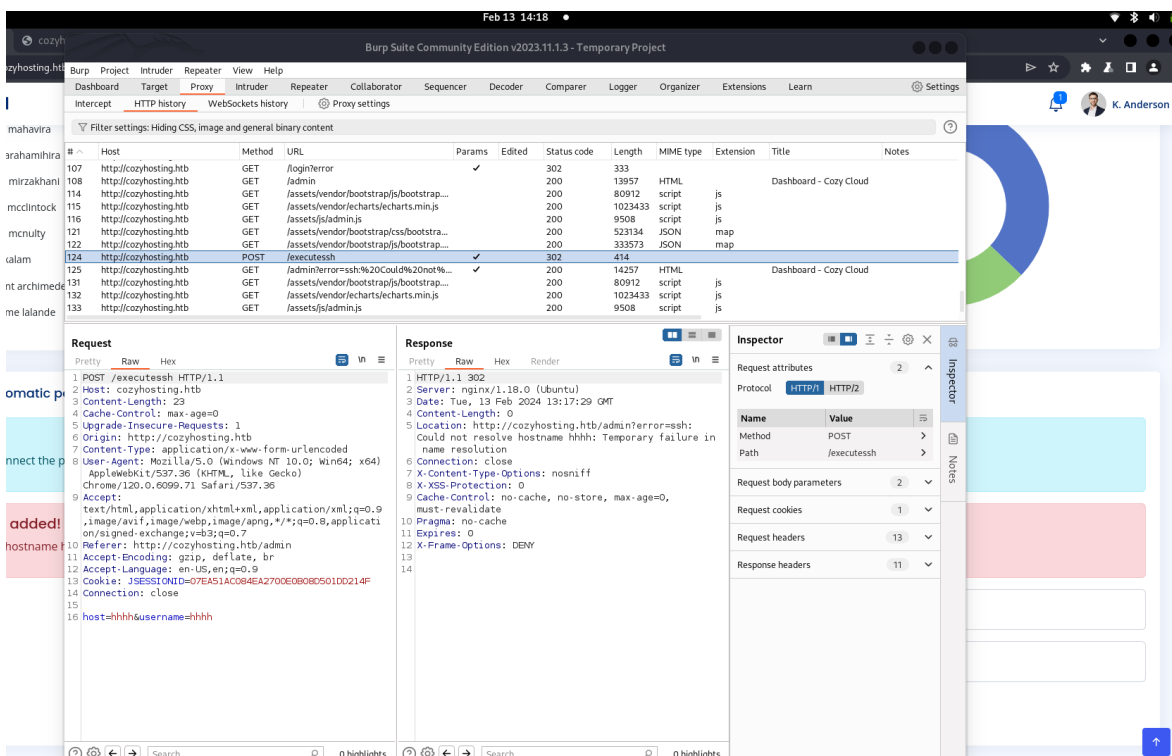 Feb 13 14:18
cozyh
Burp Suite Community Edition v2023.11.1.3 - Temporary Project
Burp Project Intruder Repeater View Help
Dashboard Target Proxy Intruder Repeater Collaborator Sequencer Decoder Comparer Logger Organizer Extensions Learn Settings
Intercept HTTP history WebSockets history Proxy settings
Filter settings: Hiding CSS, image and general binary content
# Host Method URL Params Edited Status code Length MIME type Extension Title Notes
107 http://cozyhosting.htb GET /login?error ✓ 302 333
108 http://cozyhosting.htb GET /admin 200 13957 HTML Dashboard - Cozy Cloud
114 http://cozyhosting.htb GET /assets/vendor/bootstrap/js/bootstrap.... 200 80912 script js
115 http://cozyhosting.htb GET /assets/vendor/echarts/echarts.min.js 200 1023433 script js
116 http://cozyhosting.htb GET /assets/js/admin.js 200 9508 script js
121 http://cozyhosting.htb GET /assets/vendor/bootstrap/css/bootstra... 200 523134 JSON map
122 http://cozyhosting.htb GET /assets/vendor/bootstrap/js/bootstrap.... 200 333573 JSON map
124 http://cozyhosting.htb POST /executessh ✓ 302 414
125 http://cozyhosting.htb GET /admin?error=ssh:%20Could%20not%... ✓ 200 14257 HTML Dashboard - Cozy Cloud
131 http://cozyhosting.htb GET /assets/vendor/bootstrap/js/bootstrap.... 200 80912 script js
132 http://cozyhosting.htb GET /assets/vendor/echarts/echarts.min.js 200 1023433 script js
133 http://cozyhosting.htb GET /assets/js/admin.js 200 9508 script js
Request
Pretty Raw Hex
\n
1 POST /executessh HTTP/1.1
2 Host: cozyhosting.htb
3 Content-Length: 23
4 Cache-Control: max-age=0
5 Upgrade-Insecure-Requests: 1
6 Origin: http://cozyhosting.htb
7 Content-Type: application/x-www-form-urlencoded
8 User-Agent: Mozilla/5.0 (Windows NT 10.0; Win64; x64)
AppleWebKit/537.36 (KHTML, like Gecko)
Chrome/120.0.6099.71 Safari/537.36
9 Accept:
text/html,application/xhtml+xml,application/xml;q=0.9
,image/avif,image/webp,image/apng,*/*;q=0.8,applicati
on/signed-exchange;v=b3;q=0.7
10 Referer: http://cozyhosting.htb/admin
11 Accept-Encoding: gzip, deflate, br
12 Accept-Language: en-US,en;q=0.9
13 Cookie: JSESSIONID=07EA51AC084EA2700E0B08D501DD214F
14 Connection: close
15
16 host=hhhh&username=hhhh
Search
0 highlights
Response
Pretty Raw Hex Render
\n
1 HTTP/1.1 302
2 Server: nginx/1.18.0 (Ubuntu)
3 Date: Tue, 13 Feb 2024 13:17:29 GMT
4 Content-Length: 0
5 Location: http://cozyhosting.htb/admin?error=ssh:
Could not resolve hostname hhhh: Temporary failure in
name resolution
6 Connection: close
7 X-Content-Type-Options: nosniff
8 X-XSS-Protection: 0
9 Cache-Control: no-cache, no-store, max-age=0,
must-revalidate
10 Pragma: no-cache
11 Expires: 0
12 X-Frame-Options: DENY
13
14
Search
0 highlights
Inspector
Request attributes 2
Protocol HTTP/1 HTTP/2
Name Value
Method POST
Path /executessh
Request body parameters 2
Request cookies 1
Request headers 13
Response headers 11
Inspector
Notes
zyhosting.htb
mahavira
arahamihira
mirzakhani
mcclintock
mcnulty
kalam
nt archimede
me lalande
omatic p
nnect the p
added!
hostname
1
K. Anderson